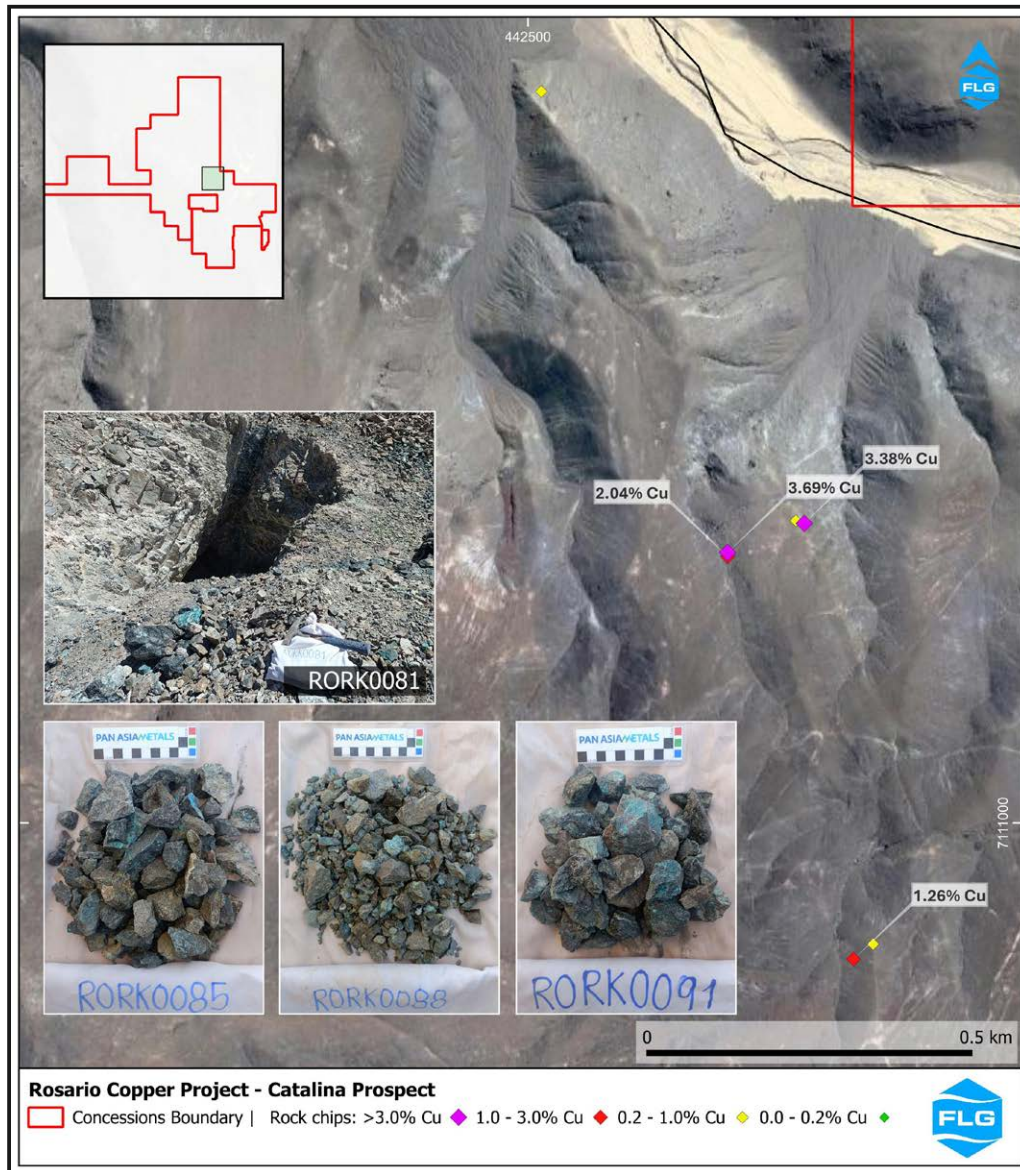 442500
FLG
3.38% Cu
2.04% Cu
3.69% Cu
RORK0081
RORK0081
PAN ASIA METALS
PAN ASIA METALS
PAN ASIA METALS
7111000
1.26% Cu
RORK0085
RORK0088
RORK0091
0
0.5 km
Rosario Copper Project - Catalina Prospect
Concessions Boundary | Rock chips: >3.0% Cu 1.0 - 3.0% Cu 0.2 - 1.0% Cu 0.0 - 0.2% Cu
FLG